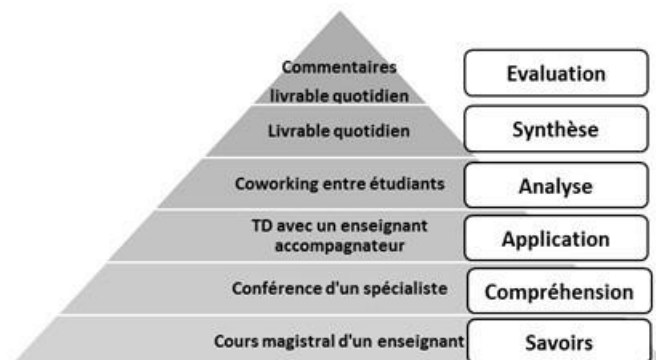 Commentaires
livrable quotidien
Evaluation
Livrable quotidien
Synthèse
Coworking entre étudiants
Analyse
TD avec un enseignant
accompagnateur
Application
Conférence d'un spécialiste
Compréhension
Cours magistral d'un enseignant
Savoirs